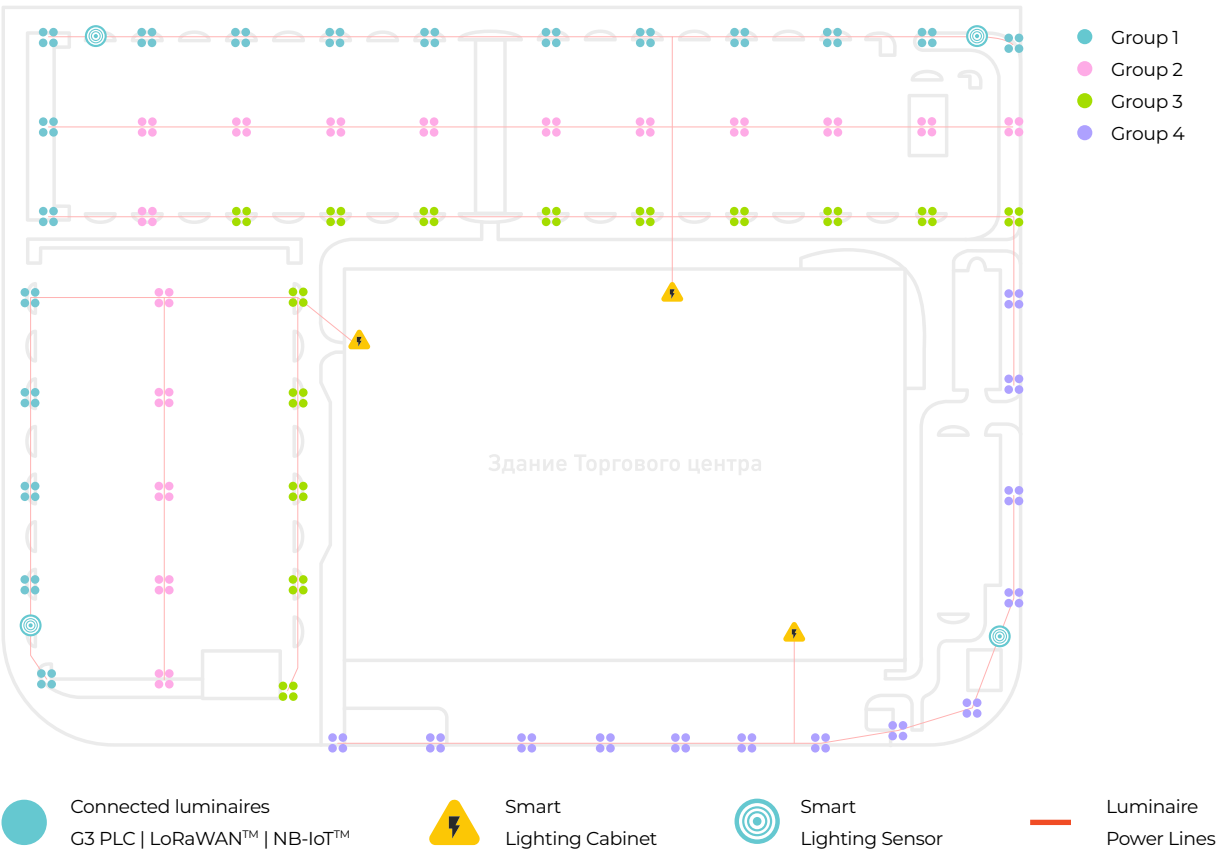 Group 1
Group 2
Group 3
Group 4
Здание Торгового центра
Connected luminaires
G3 PLC | LoRaWAN™ | NB-IoT™
Smart
Lighting Cabinet
Smart
Lighting Sensor
Luminaire
Power Lines